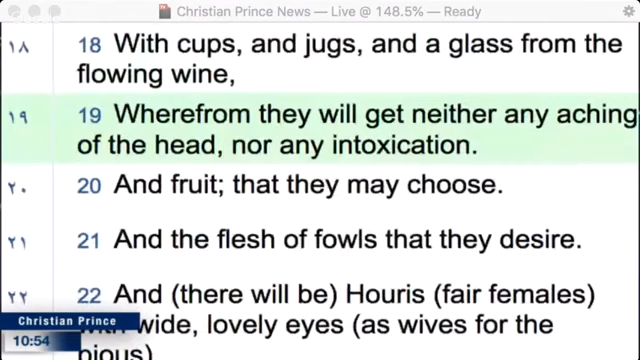 Christian Prince News — Live @ 148.5% — Ready
١٨ 18 With cups, and jugs, and a glass from the
flowing wine,
١٩ 19 Wherefrom they will get neither any aching
of the head, nor any intoxication.
٢٠ 20 And fruit; that they may choose.
٢١ 21 And the flesh of fowls that they desire.
٢٢ 22 And (there will be) Houris (fair females)
wide, lovely eyes (as wives for the
pious)
Christian Prince
10:54